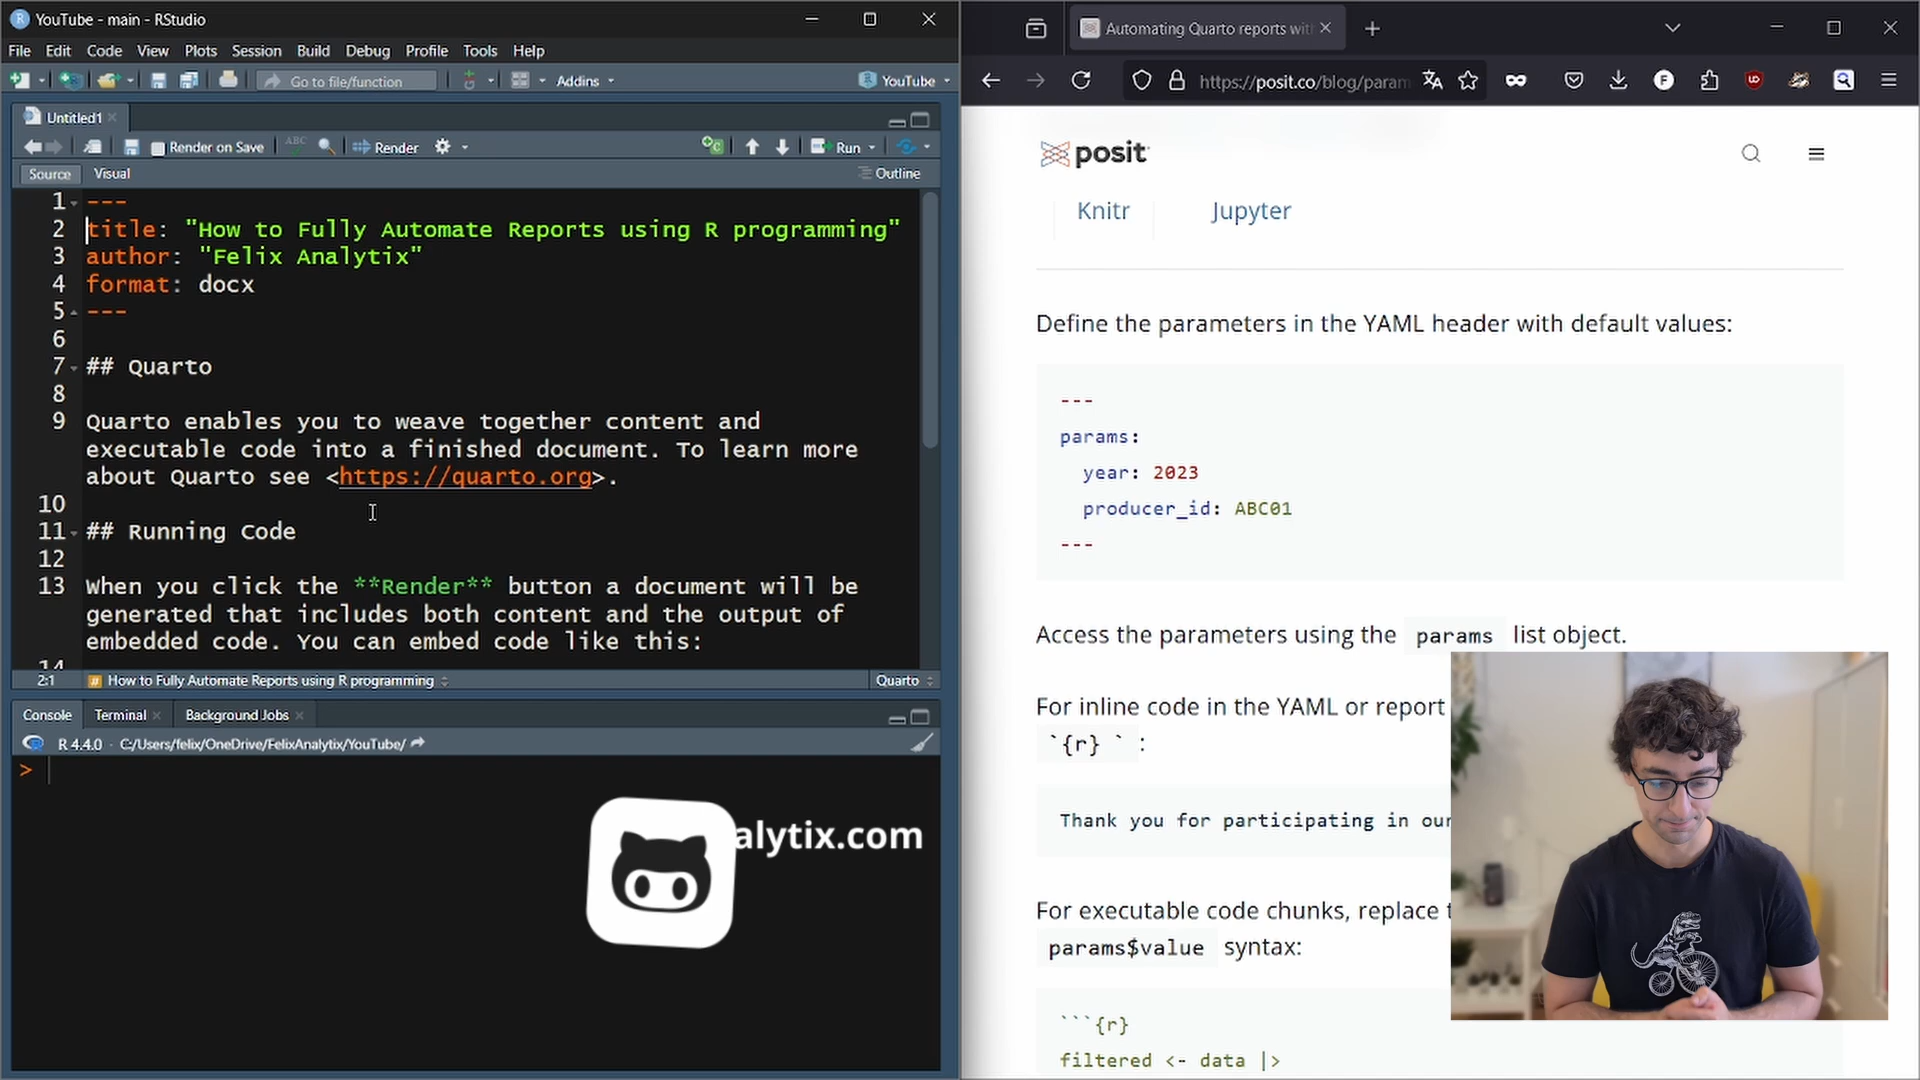 YouTube - main - RStudio
File Edit Code View Plots Session Build Debug Profile Tools Help
Go to file/function
Addins
YouTube
Untitled1
Render on Save
ABC
Render
Run
Source Visual
Outline
1 ---
2 title: "How to Fully Automate Reports using R programming"
3 author: "Felix Analytix"
4 format: docx
5 ---
6
7 ## Quarto
8
9 Quarto enables you to weave together content and
executable code into a finished document. To learn more
about Quarto see <https://quarto.org>.
10
11 ## Running Code
12
13 When you click the **Render** button a document will be
generated that includes both content and the output of
embedded code. You can embed code like this:
14
2:1 # How to Fully Automate Reports using R programming Quarto
Console Terminal Background Jobs
R 4.4.0 · C:/Users/felix/OneDrive/FelixAnalytix/YouTube/
>
alytix.com
Automating Quarto reports wit
https://posit.co/blog/param
posit
Knitr Jupyter
Define the parameters in the YAML header with default values:
---
params:
year: 2023
producer_id: ABC01
---
Access the parameters using the params list object.
For inline code in the YAML or report
`{r} ` :
Thank you for participating in our
For executable code chunks, replace
params$value syntax:
```{r}
filtered <- data |>